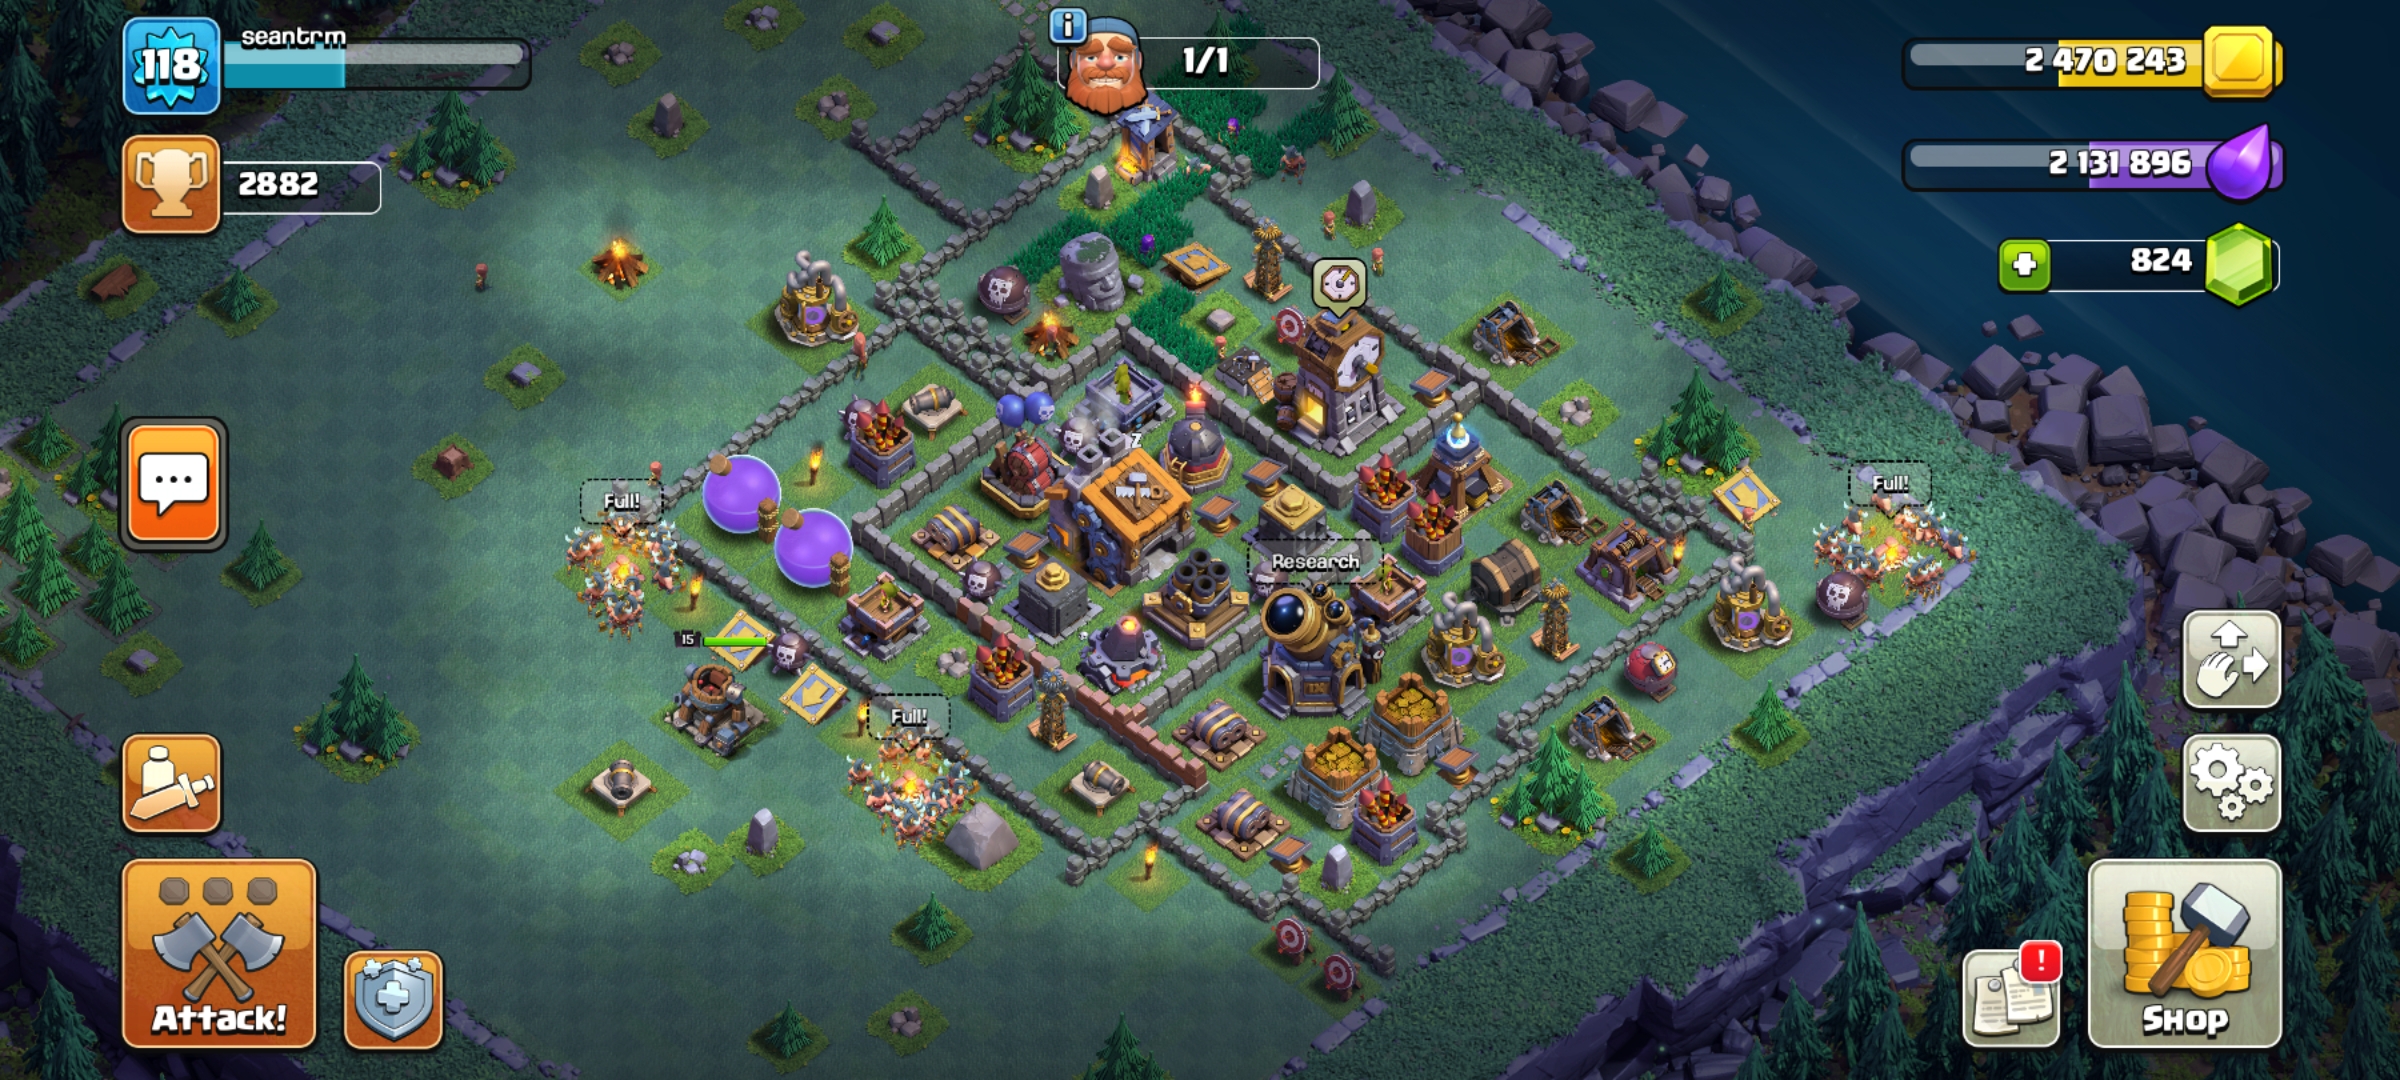 118
seantrm
1/1
2 470 243
2882
2 131 896
824
z
Full!
Full!
Research
15
Full!
Attack!
!
Shop